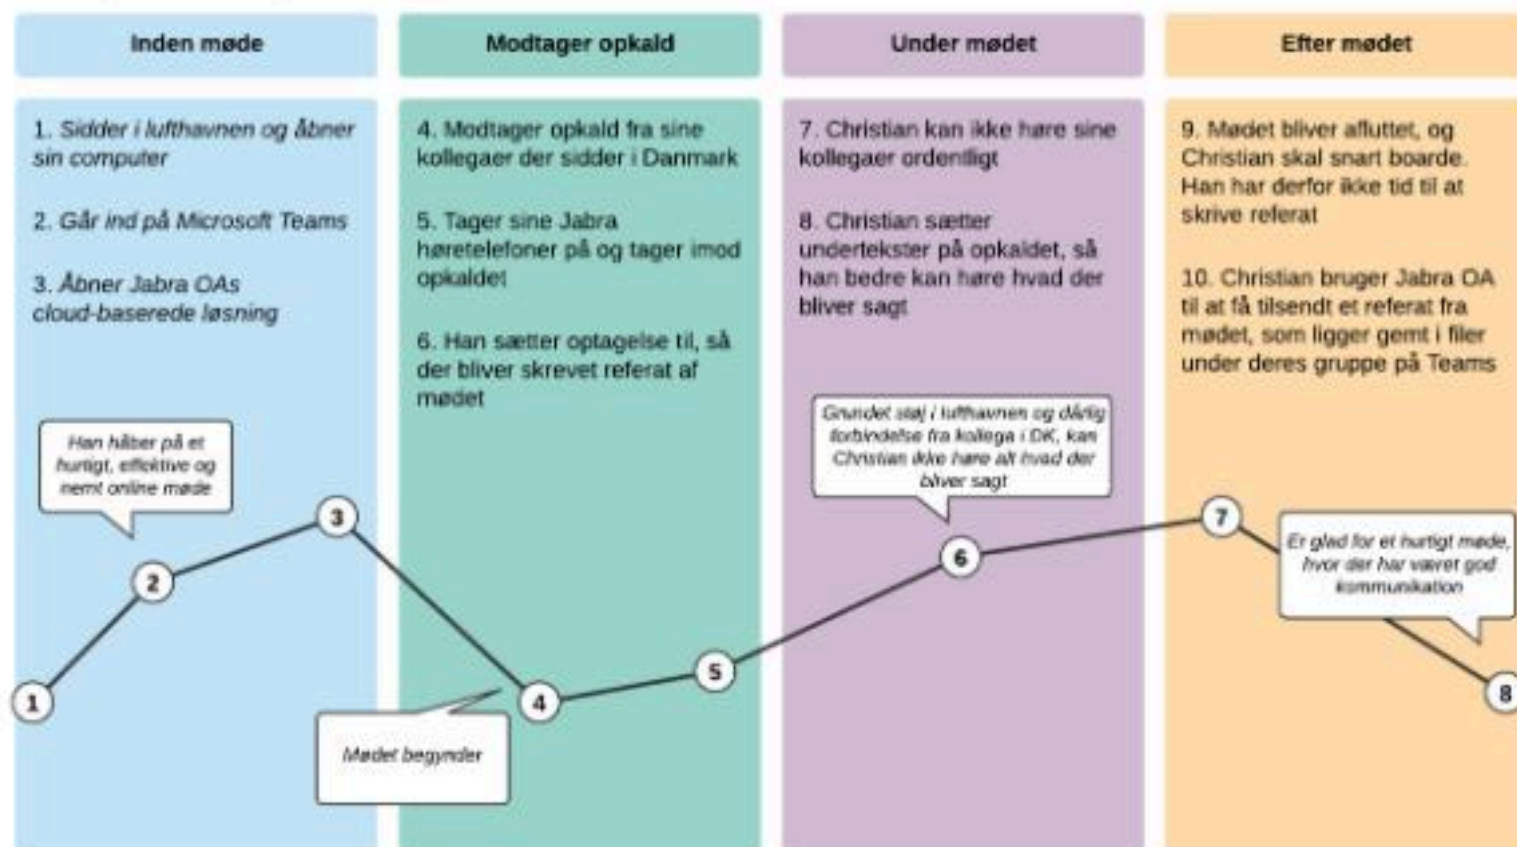 Inden møde
Modtager opkald
Under mødet
Efter mødet
1. Sidder i lufthavnen og åbner
sin computer
2. Går ind på Microsoft Teams
3. Åbner Jabra OAs
cloud-baserede løsning
4. Modtager opkald fra sine
kollegaer der sidder i Danmark
5. Tager sine Jabra
høretelefoner på og tager imod
opkaldet
6. Han sætter optagelse til, så
der bliver skrevet referat af
mødet
7. Christian kan ikke høre sine
kollegaer ordentligt
8. Christian sætter
undertekster på opkaldet, så
han bedre kan høre hvad der
bliver sagt
9. Mødet bliver afluttet, og
Christian skal snart boarde.
Han har derfor ikke tid til at
skrive referat
10. Christian bruger Jabra OA
til at få tilsendt et referat fra
mødet, som ligger gemt i filer
under deres gruppe på Teams
Han håber på et
hurtigt, effektive og
nemt online møde
Grundet støj i lufthavnen og dårlig
forbindelse fra kollega i DK, kan
Christian ikke høre alt hvad der
bliver sagt
Er glad for et hurtigt møde,
hvor der har været god
kommunikation
Mødet begynder
1
2
3
4
5
6
7
8